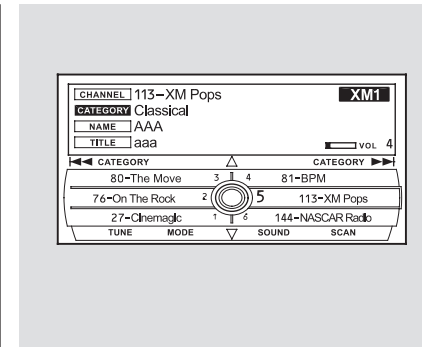 CHANNEL 113-XM Pops XM1
CATEGORY Classical
NAME AAA
TITLE aaa VOL 4
CATEGORY CATEGORY
80-The Move 3 4 81-BPM
76-On The Rock 2 5 113-XM Pops
27-Cinemagic 1 6 144-NASCAR Radio
TUNE MODE SOUND SCAN